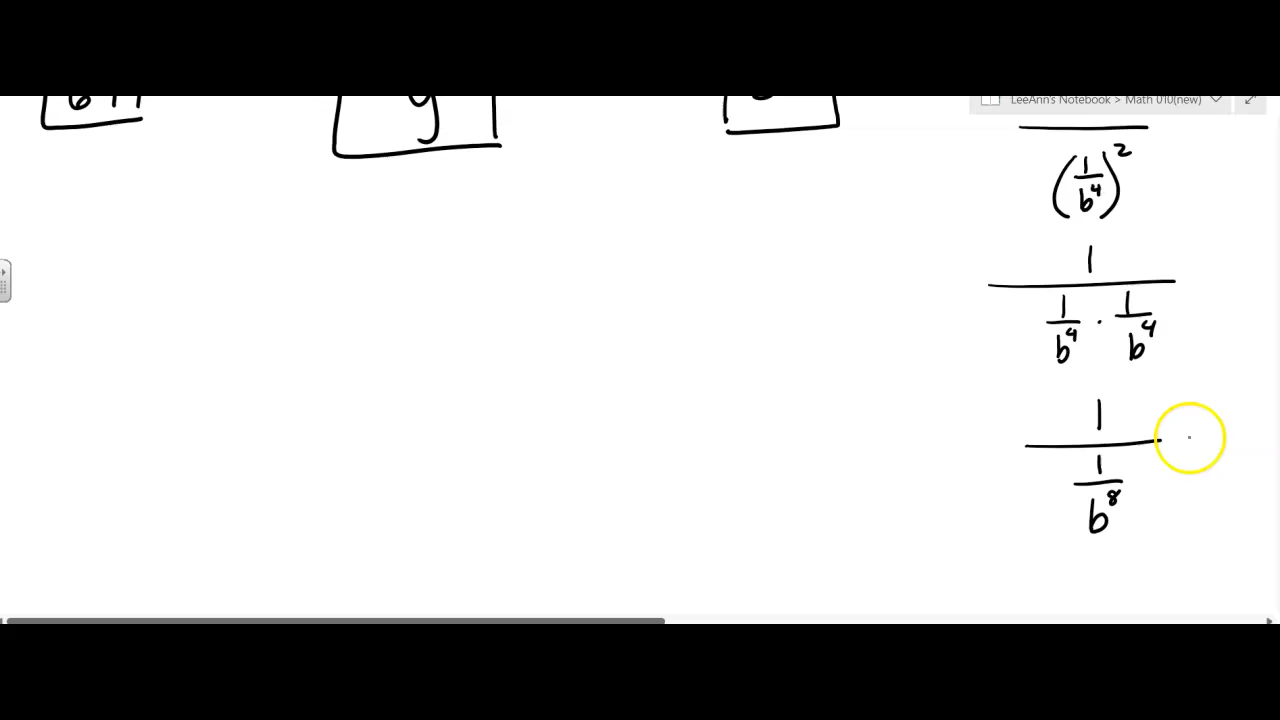 LeeAnn's Notebook > Math 010(new)
y
(1/b⁴)²
1
1/b⁴ · 1/b⁴
1
1/b⁸